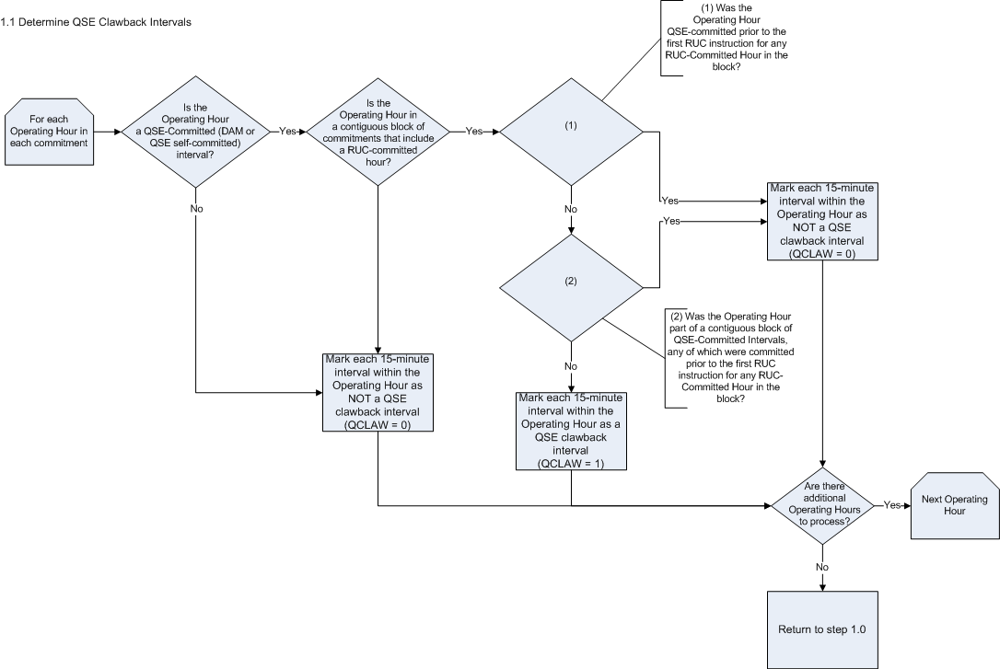 1.1 Determine QSE Clawback Intervals
(1) Was the
Operating Hour
QSE-committed prior to the
first RUC instruction for any
RUC-Committed Hour in the
block?
For each
Operating Hour in
each commitment
Is the
Operating Hour
a QSE-Committed (DAM or
QSE self-committed)
interval?
Yes
Is the
Operating Hour in
a contiguous block of
commitments that include
a RUC-committed
hour?
Yes
(1)
Yes
No
No
Yes
Mark each 15-minute
interval within the
Operating Hour as
NOT a QSE
clawback interval
(QCLAW = 0)
(2)
(2) Was the Operating Hour
part of a contiguous block of
QSE-Committed Intervals,
any of which were committed
prior to the first RUC
instruction for any RUC-
Committed Hour in the
block?
No
Mark each 15-minute
interval within the
Operating Hour as
NOT a QSE
clawback interval
(QCLAW = 0)
Mark each 15-minute
interval within the
Operating Hour as a
QSE clawback
interval
(QCLAW = 1)
Are there
additional
Operating Hours
to process?
Yes
Next Operating
Hour
No
Return to step 1.0